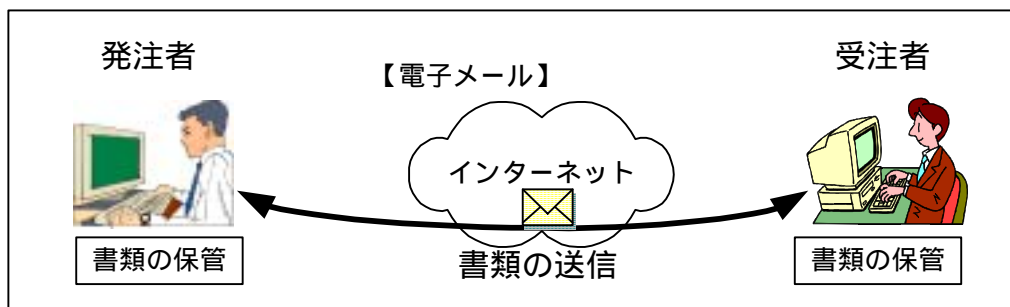 発注者
受注者
【電子メール】
インターネット
書類の送信
書類の保管
書類の保管